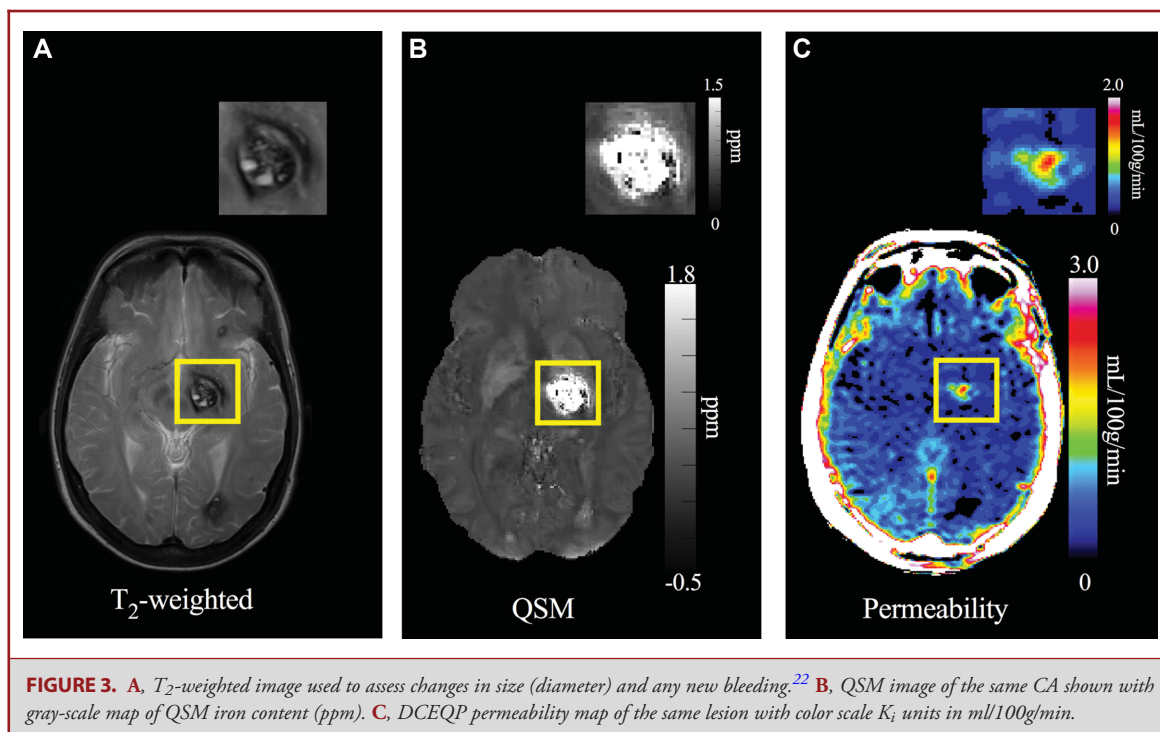 A
B
C
1.5
ppm
0
2.0
mL/100g/min
0
1.8
ppm
-0.5
3.0
mL/100g/min
0
T₂-weighted
QSM
Permeability
FIGURE 3. A, T₂-weighted image used to assess changes in size (diameter) and any new bleeding.²² B, QSM image of the same CA shown with
gray-scale map of QSM iron content (ppm). C, DCEQP permeability map of the same lesion with color scale Kᵢ units in ml/100g/min.